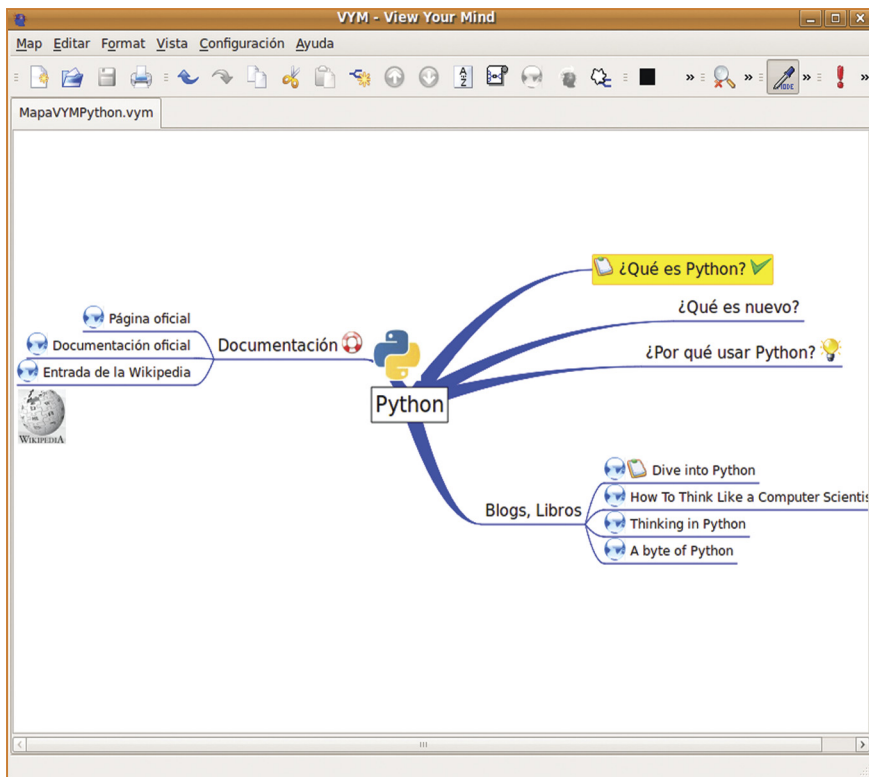 VYM - View Your Mind
Map Editar Format Vista Configuración Ayuda
A
Z
MODE
MapaVYMPython.vym
¿Qué es Python?
¿Qué es nuevo?
¿Por qué usar Python?
Página oficial
Documentación oficial
Entrada de la Wikipedia
WIKIPEDIA
Documentación
Python
Blogs, Libros
Dive into Python
How To Think Like a Computer Scientis
Thinking in Python
A byte of Python